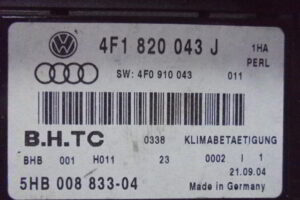 4F1 820 043 J 1HA
PERL
SW: 4F0 910 043 011
B.H.TC 0338 KLIMABETAETIGUNG
BHB 001 H011 23 0002 I 1
21.09.04
5HB 008 833-04 Made in Germany